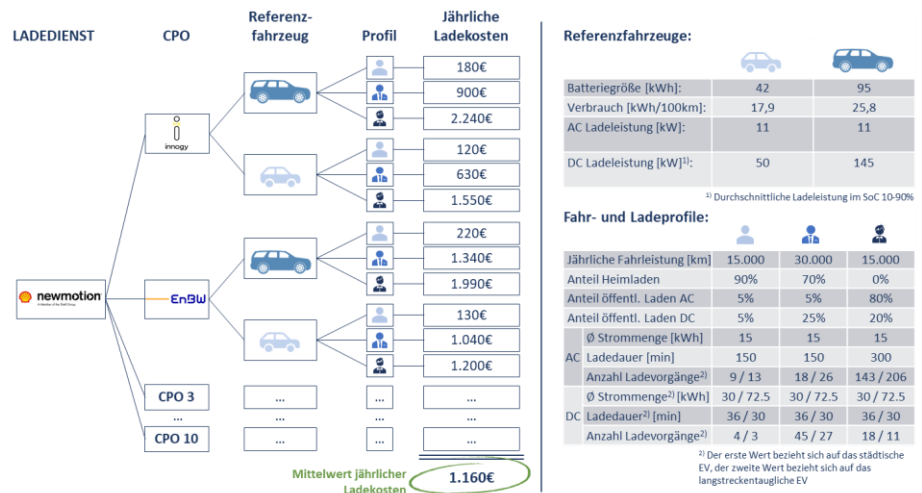 LADEDIENST
CPO
Referenz-
fahrzeug
Profil
Jährliche
Ladekosten
innogy
180€
900€
2.240€
120€
630€
1.550€
newmotion
EnBW
220€
1.340€
1.990€
130€
1.040€
1.200€
CPO 3
...
...
...
...
...
...
CPO 10
...
...
...
Mittelwert jährlicher
Ladekosten
1.160€
Referenzfahrzeuge:
Batteriegröße [kWh]: 42 95
Verbrauch [kWh/100km]: 17,9 25,8
AC Ladeleistung [kW]: 11 11
DC Ladeleistung [kW]1): 50 145
1) Durchschnittliche Ladeleistung im SoC 10-90%
Fahr- und Ladeprofile:
Jährliche Fahrleistung [km] 15.000 30.000 15.000
Anteil Heimladen 90% 70% 0%
Anteil öffentl. Laden AC 5% 5% 80%
Anteil öffentl. Laden DC 5% 25% 20%
Ø Strommenge [kWh] 15 15 15
AC Ladedauer [min] 150 150 300
Anzahl Ladevorgänge2) 9 / 13 18 / 26 143 / 206
Ø Strommenge2) [kWh] 30 / 72.5 30 / 72.5 30 / 72.5
DC Ladedauer2) [min] 36 / 30 36 / 30 36 / 30
Anzahl Ladevorgänge2) 4 / 3 45 / 27 18 / 11
2) Der erste Wert bezieht sich auf das städtische
EV, der zweite Wert bezieht sich auf das
langstreckentaugliche EV